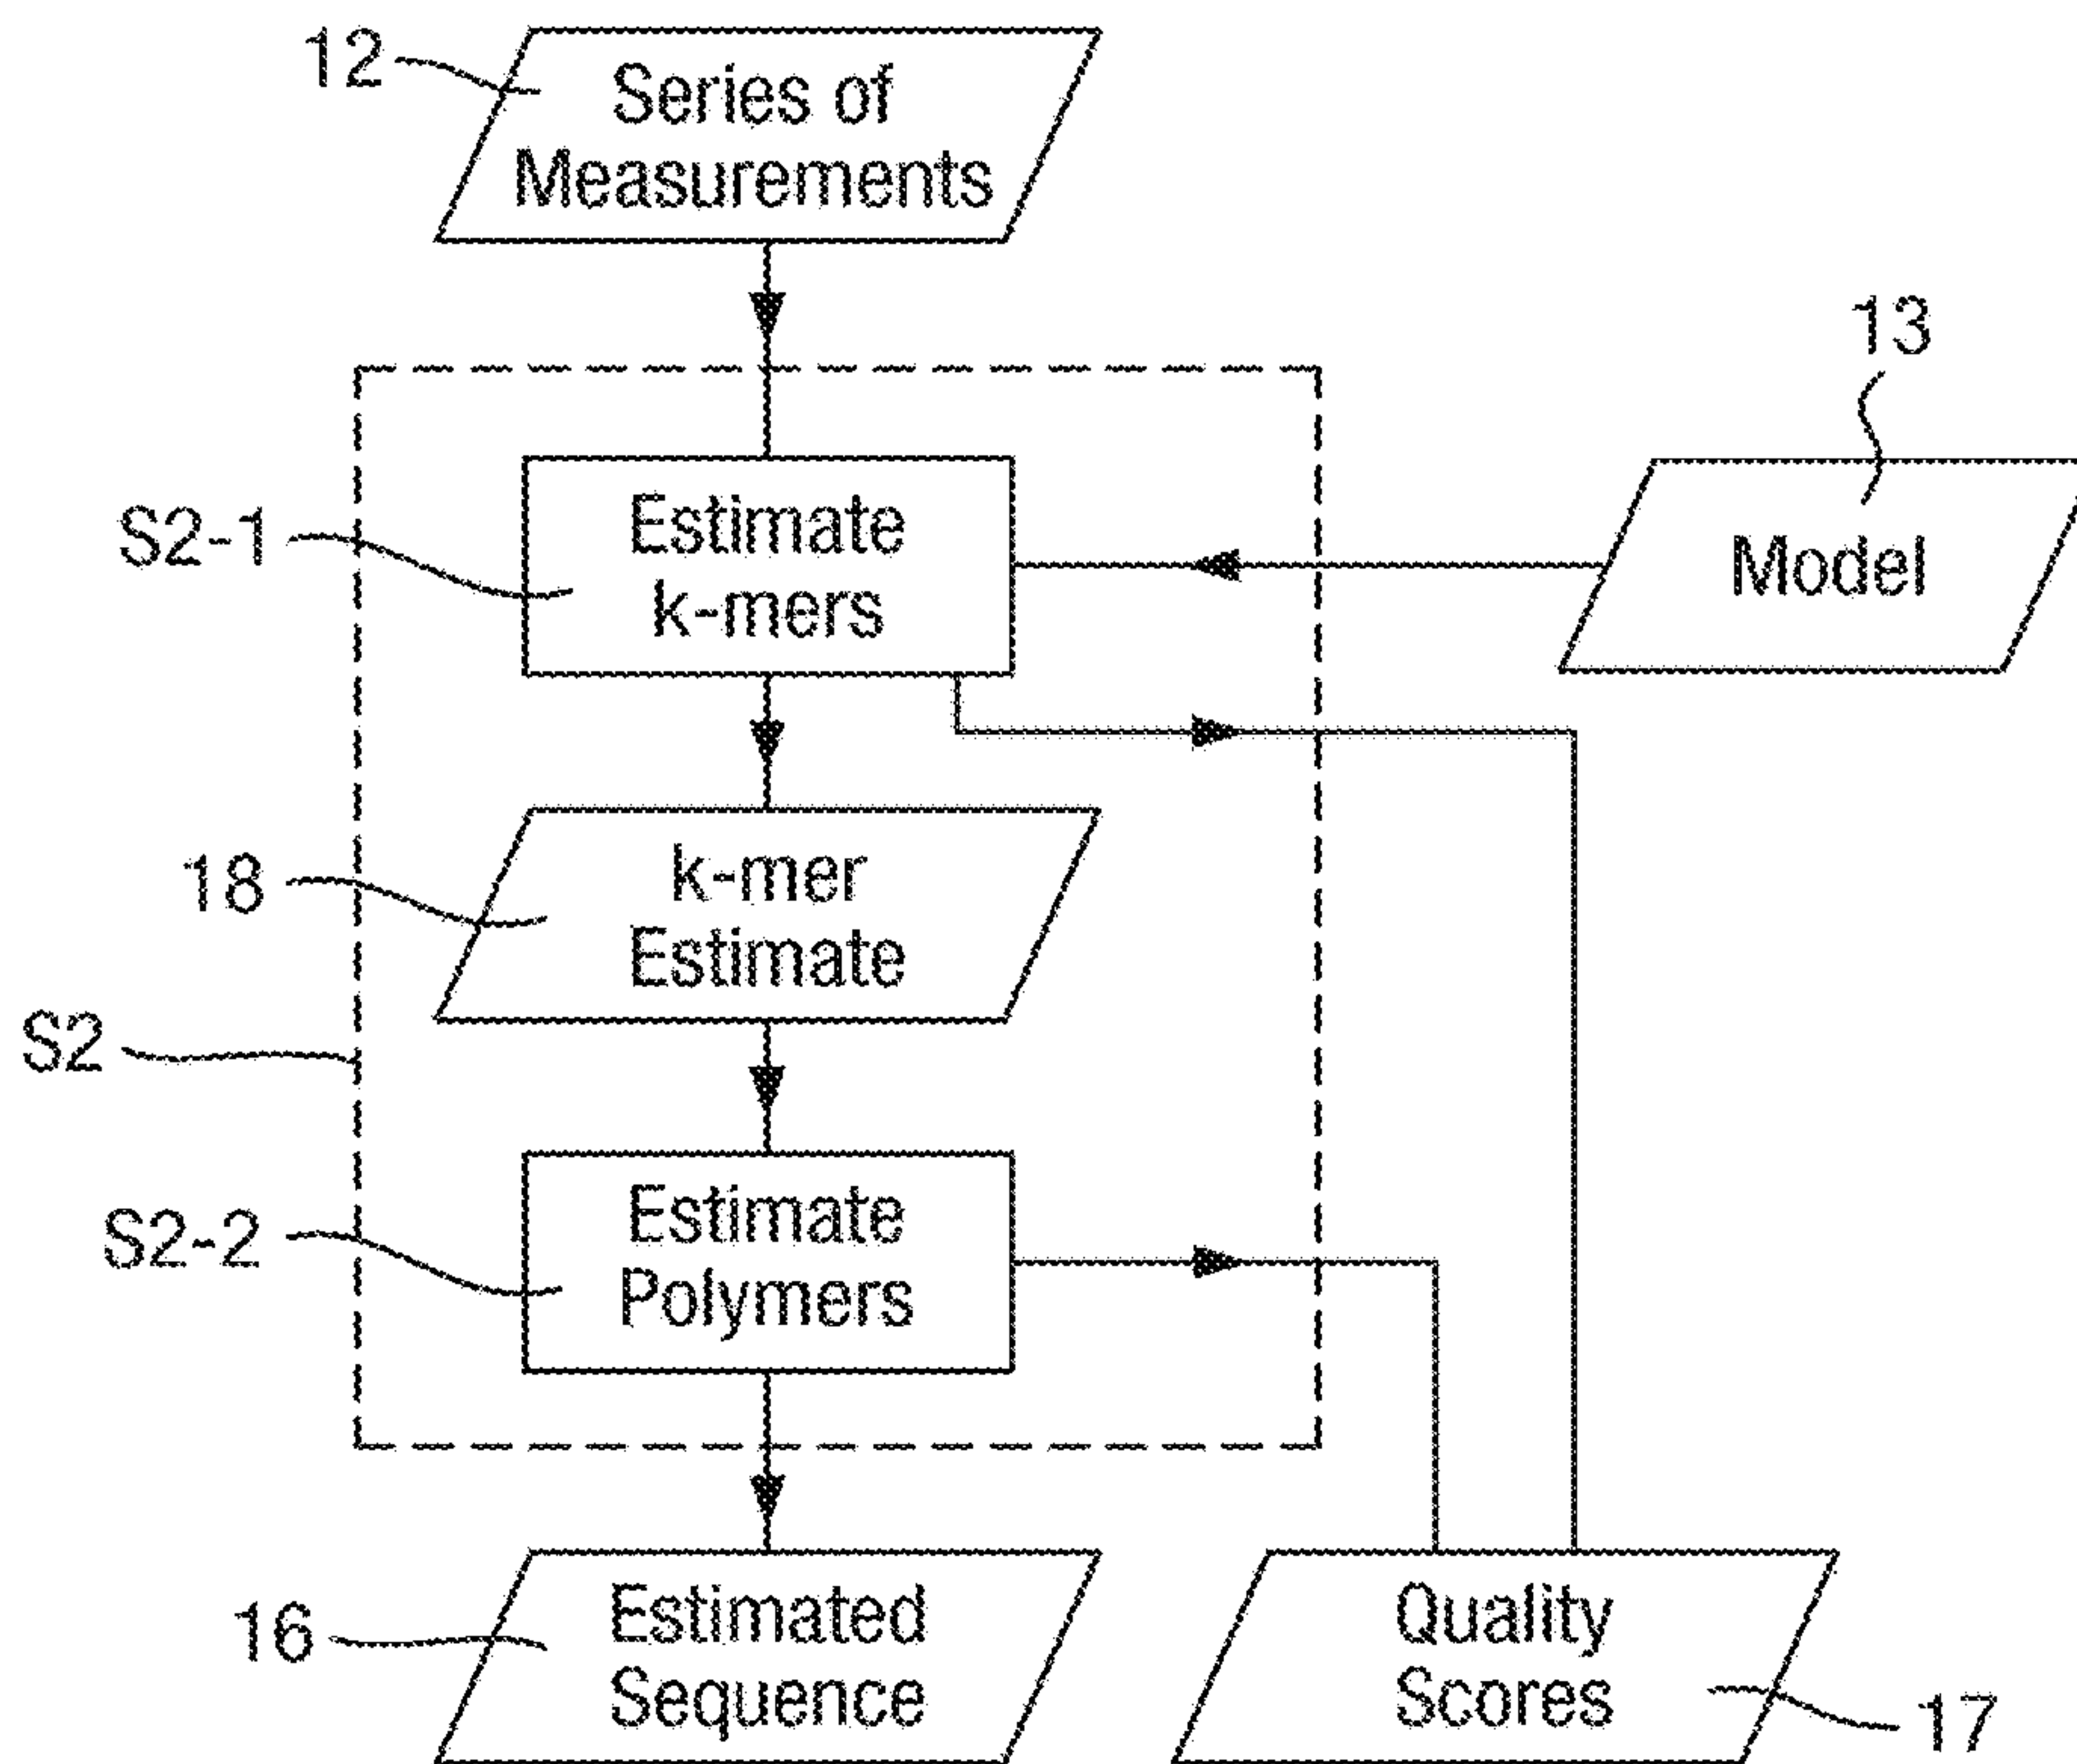 12
Series of
Measurements
13
S2-1
Estimate
k-mers
Model
18
k-mer
Estimate
S2
S2-2
Estimate
Polymers
16
Estimated
Sequence
Quality
Scores
17